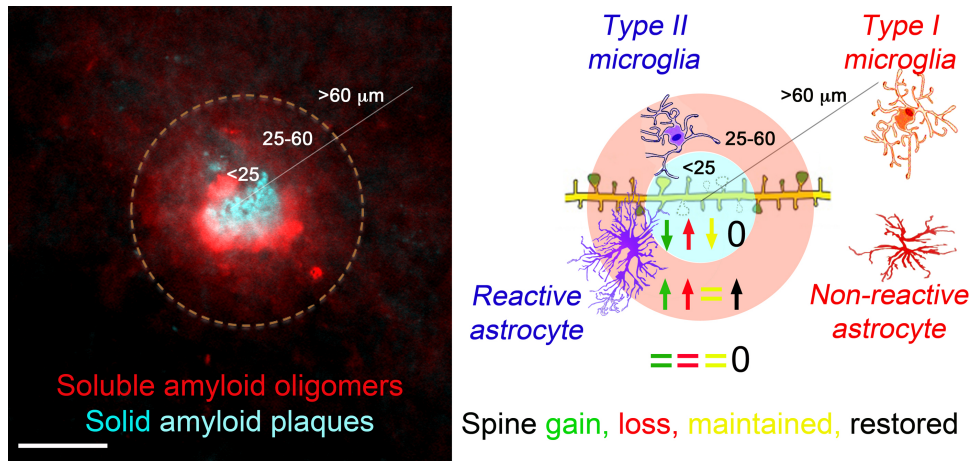 >60 μm
25-60
<25
Soluble amyloid oligomers
Solid amyloid plaques
Type II
microglia
Type I
microglia
>60 μm
25-60
<25
0
Reactive
astrocyte
=
Non-reactive
astrocyte
===0
Spine gain, loss, maintained, restored